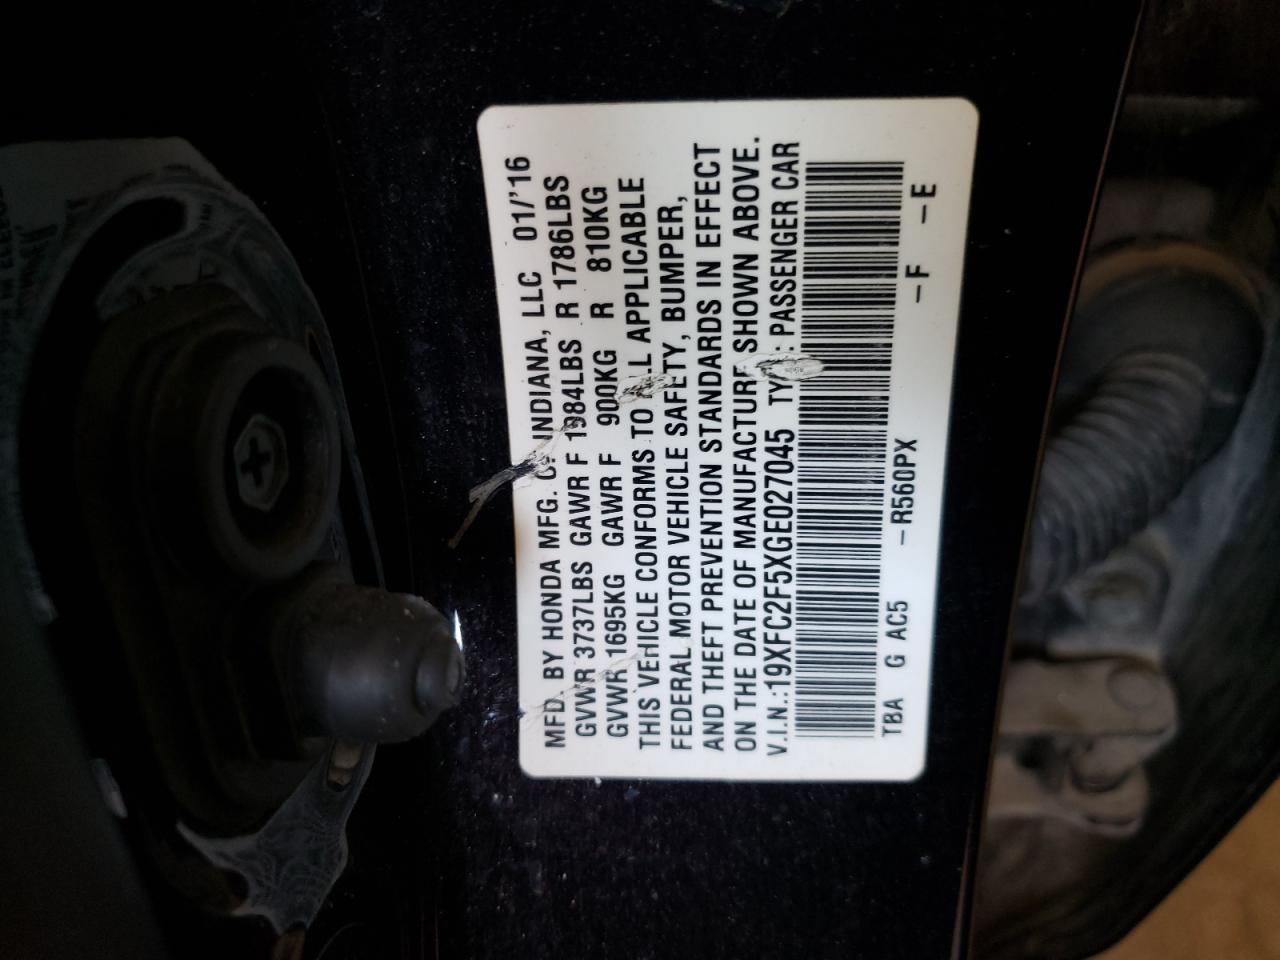 MFD. BY HONDA MFG. OF INDIANA, LLC 01/'16
GVWR 3737LBS GAWR F 1984LBS R 1786LBS
GVWR 1695KG GAWR F 900KG R 810KG
THIS VEHICLE CONFORMS TO ALL APPLICABLE
FEDERAL MOTOR VEHICLE SAFETY, BUMPER,
AND THEFT PREVENTION STANDARDS IN EFFECT
ON THE DATE OF MANUFACTURE SHOWN ABOVE.
V.I.N.:19XFC2F5XGE027045 TYPE: PASSENGER CAR
TBA G AC5 -R560PX -F -E